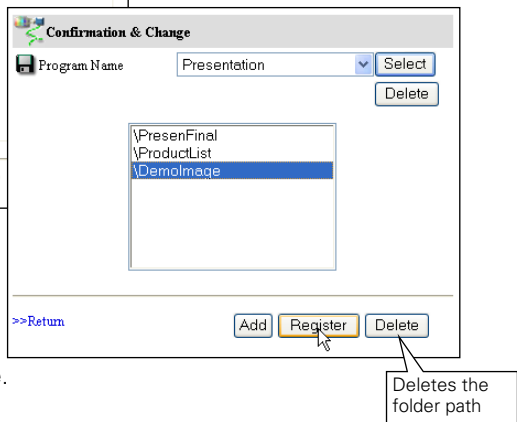 Confirmation & Change
Program Name Presentation Select
Delete
\PresenFinal
\ProductList
\DemoImage
>>Return Add Register Delete
Deletes the
folder path